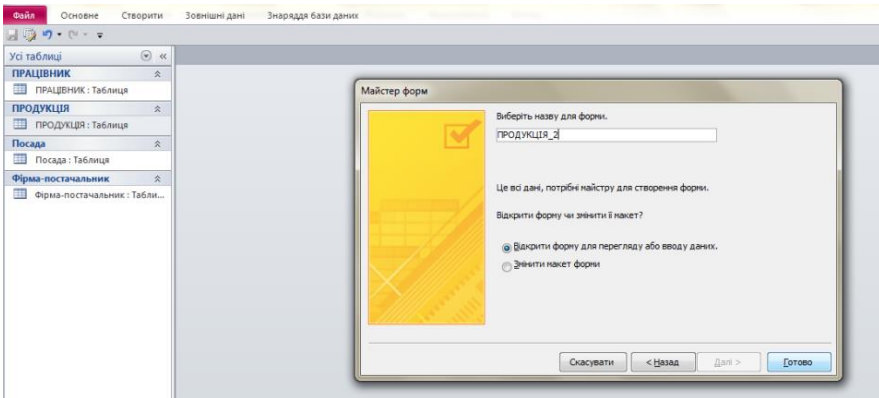 Файл Основне Створити Зовнішні дані Знаряддя бази даних
Усі таблиці
ПРАЦІВНИК
ПРАЦІВНИК : Таблиця
ПРОДУКЦІЯ
ПРОДУКЦІЯ : Таблиця
Посада
Посада : Таблиця
Фірма-постачальник
Фірма-постачальник : Табли...
Майстер форм
Виберіть назву для форми.
ПРОДУКЦІЯ_2
Це всі дані, потрібні майстру для створення форми.
Відкрити форму чи змінити її макет?
Відкрити форму для перегляду або вводу даних.
Змінити макет форми
Скасувати < Назад Далі > Готово